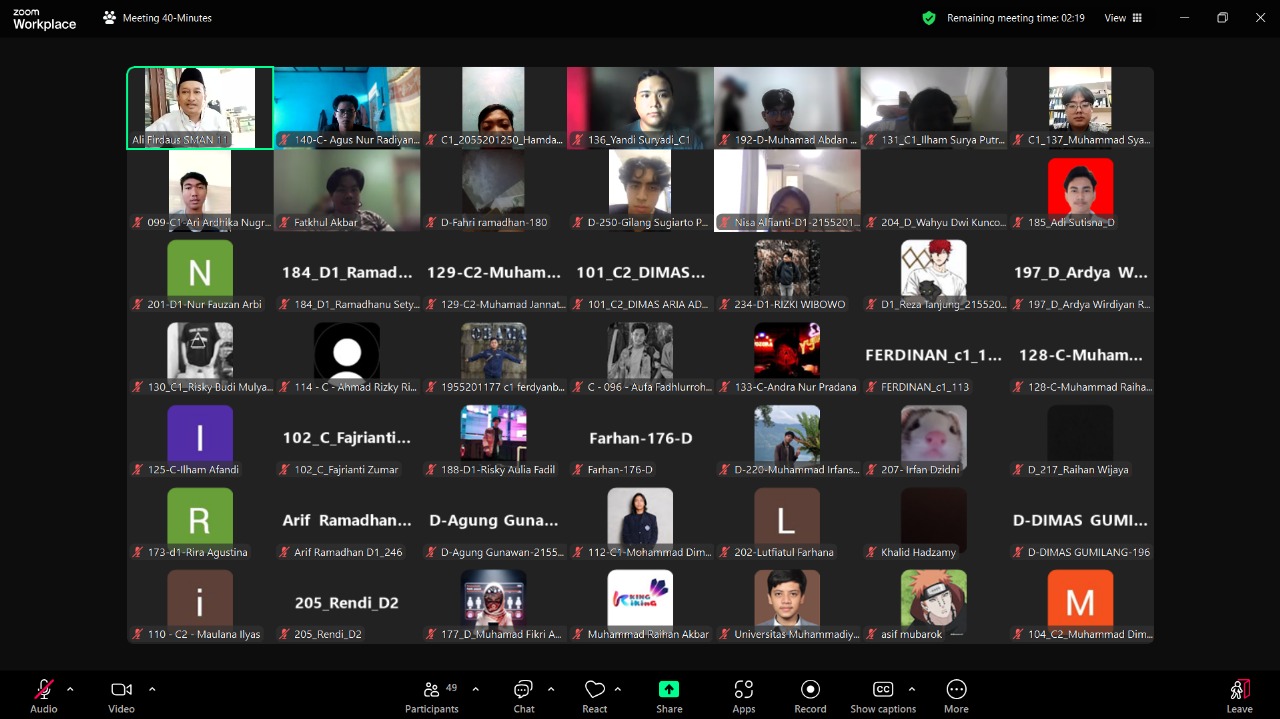 zoom
Workplace
Meeting 40-Minutes
Remaining meeting time: 02:19
View
Ali Firdaus SMAN 11
140-C- Agus Nur Radiyan...
C1_2055201250_Hamda...
136_Yandi Suryadi_C1
192-D-Muhamad Abdan ...
131_C1_Ilham Surya Putr...
C1_137_Muhammad Sya...
099-C1-Ari Ardhika Nugr...
Fatkhul Akbar
D-Fahri ramadhan-180
D-250-Gilang Sugiarto P...
Nisa Alfianti-D1-2155201...
204_D_Wahyu Dwi Kunco...
185_Adi Sutisna_D
N
184_D1_Ramad...
129-C2-Muham...
101_C2_DIMAS...
197_D_Ardya W...
201-D1-Nur Fauzan Arbi
184_D1_Ramadhanu Sety...
129-C2-Muhamad Jannat...
101_C2_DIMAS ARIA AD...
234-D1-RIZKI WIBOWO
D1_Reza Tanjung_215520...
197_D_Ardya Wirdiyan R...
FERDINAN_c1_1...
128-C-Muham...
130_C1_Risky Budi Mulya...
114 - C - Ahmad Rizky Ri...
1955201177 c1 ferdyanb...
C - 096 - Aufa Fadhlurroh...
133-C-Andra Nur Pradana
FERDINAN_c1_113
128-C-Muhammad Raiha...
I
102_C_Fajrianti...
Farhan-176-D
125-C-Ilham Afandi
102_C_Fajrianti Zumar
188-D1-Risky Aulia Fadil
Farhan-176-D
D-220-Muhammad Irfans...
207- Irfan Dzidni
D_217_Raihan Wijaya
R
Arif Ramadhan...
D-Agung Guna...
L
D-DIMAS GUMI...
173-d1-Rira Agustina
Arif Ramadhan D1_246
D-Agung Gunawan-2155...
112-C1-Mohammad Dim...
202-Lutfiatul Farhana
Khalid Hadzamy
D-DIMAS GUMILANG-196
i
205_Rendi_D2
KING
VIKING
M
110 - C2 - Maulana Ilyas
205_Rendi_D2
177_D_Muhamad Fikri A...
Muhammad Raihan Akbar
Universitas Muhammadiy...
asif mubarok
104_C2_Muhammad Dim...
Audio
Video
49
Participants
Chat
React
Share
Apps
Record
CC
Show captions
More
Leave